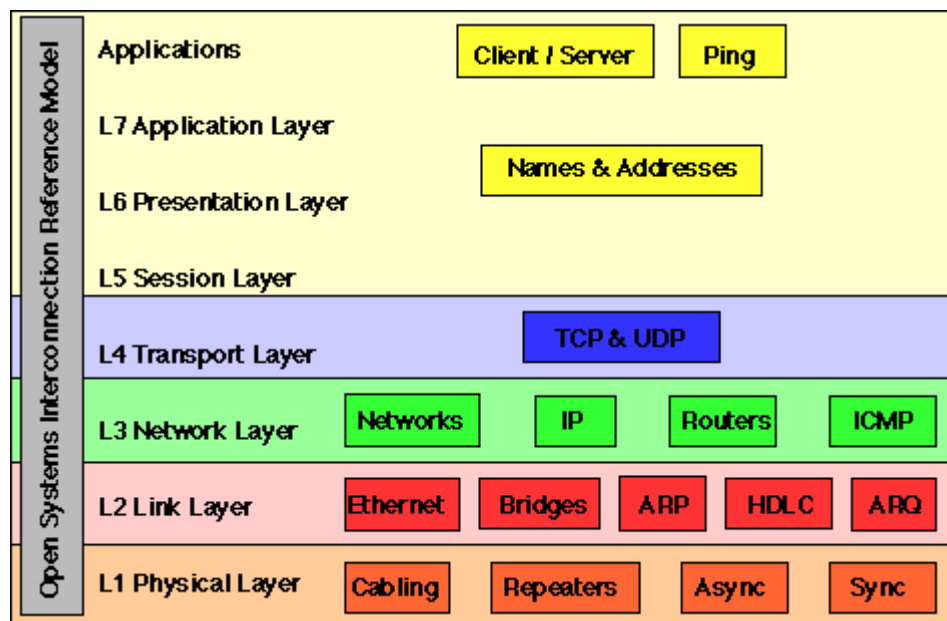 Open Systems Interconnection Reference Model
Applications
Client / Server
Ping
L7 Application Layer
Names & Addresses
L6 Presentation Layer
L5 Session Layer
TCP & UDP
L4 Transport Layer
Networks
IP
Routers
ICMP
L3 Network Layer
Ethernet
Bridges
ARP
HDLC
ARQ
L2 Link Layer
L1 Physical Layer
Cabling
Repeaters
Async
Sync